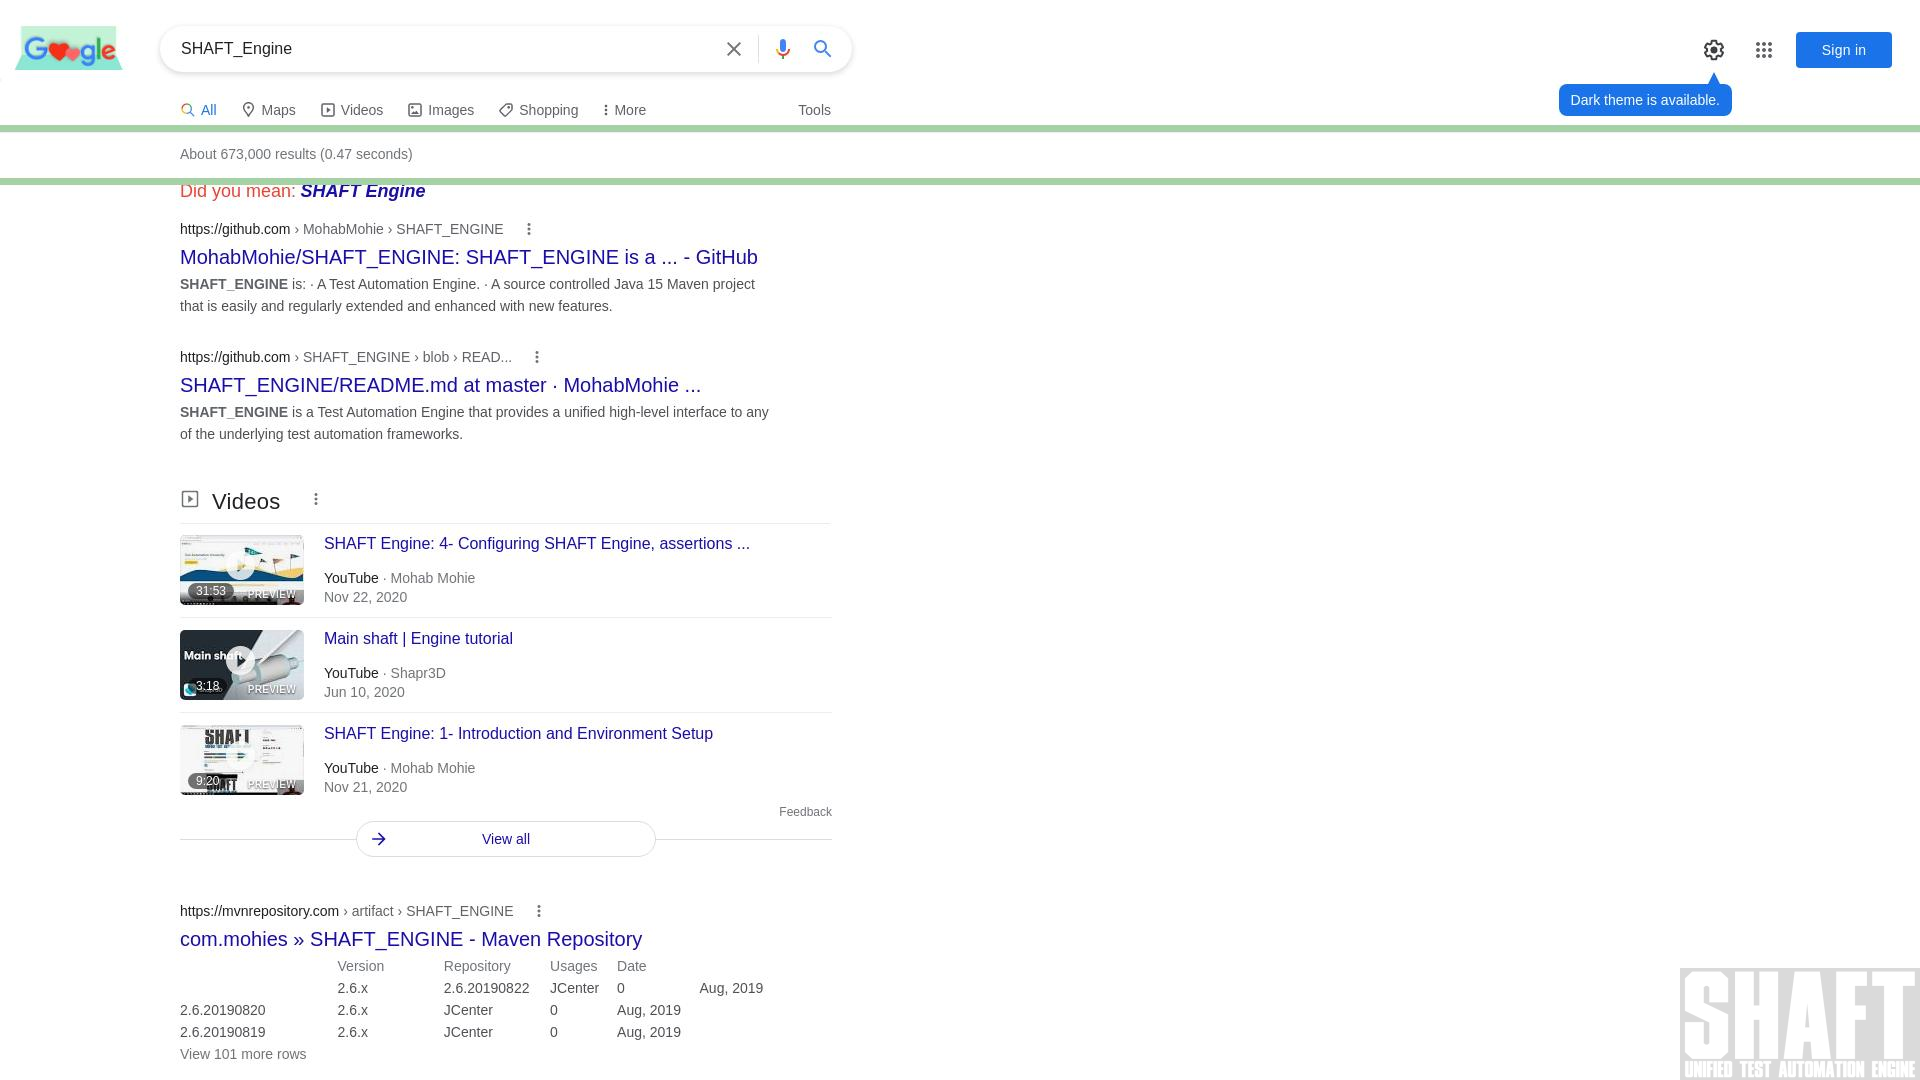 Google
SHAFT_Engine
Sign in
All
Maps
Videos
Images
Shopping
More
Tools
Dark theme is available.
About 673,000 results (0.47 seconds)
Did you mean: SHAFT Engine
https://github.com › MohabMohie › SHAFT_ENGINE
MohabMohie/SHAFT_ENGINE: SHAFT_ENGINE is a ... - GitHub
SHAFT_ENGINE is: · A Test Automation Engine. · A source controlled Java 15 Maven project
that is easily and regularly extended and enhanced with new features.
https://github.com › SHAFT_ENGINE › blob › READ...
SHAFT_ENGINE/README.md at master · MohabMohie ...
SHAFT_ENGINE is a Test Automation Engine that provides a unified high-level interface to any
of the underlying test automation frameworks.
Videos
SHAFT Engine: 4- Configuring SHAFT Engine, assertions ...
31:53 PREVIEW
YouTube · Mohab Mohie
Nov 22, 2020
Main shaft | Engine tutorial
Main shaft
3:18 PREVIEW
YouTube · Shapr3D
Jun 10, 2020
SHAFT Engine: 1- Introduction and Environment Setup
SHAFT
9:20 PREVIEW
YouTube · Mohab Mohie
Nov 21, 2020
Feedback
View all
https://mvnrepository.com › artifact › SHAFT_ENGINE
com.mohies » SHAFT_ENGINE - Maven Repository
Version Repository Usages Date
2.6.x 2.6.20190822 JCenter 0 Aug, 2019
2.6.20190820 2.6.x JCenter 0 Aug, 2019
2.6.20190819 2.6.x JCenter 0 Aug, 2019
View 101 more rows
SHAFT
UNIFIED TEST AUTOMATION ENGINE